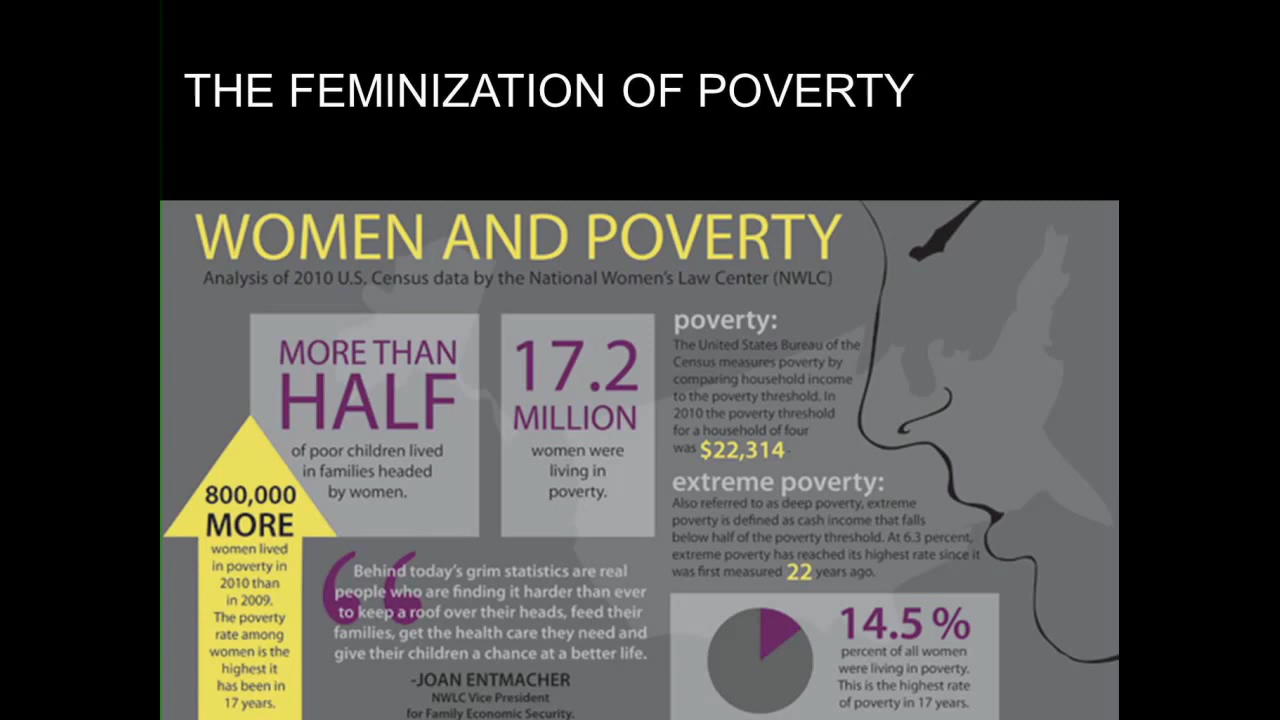 THE FEMINIZATION OF POVERTY
WOMEN AND POVERTY
Analysis of 2010 U.S. Census data by the National Women's Law Center (NWLC)
MORE THAN
HALF
of poor children lived
in families headed
by women.
17.2
MILLION
women were
living in
poverty.
poverty:
The United States Bureau of the
Census measures poverty by
comparing household income
to the poverty threshold. In
2010 the poverty threshold
for a household of four
was $22,314.
extreme poverty:
Also referred to as deep poverty, extreme
poverty is defined as cash income that falls
below half of the poverty threshold. At 6.3 percent,
extreme poverty has reached its highest rate since it
was first measured 22 years ago.
800,000
MORE
women lived
in poverty in
2010 than
in 2009.
The poverty
rate among
women is the
highest it
has been in
17 years.
“ Behind today's grim statistics are real
people who are finding it harder than ever
to keep a roof over their heads, feed their
families, get the health care they need and
give their children a chance at a better life.
-JOAN ENTMACHER
NWLC Vice President
for Family Economic Security.
14.5 %
percent of all women
were living in poverty.
This is the highest rate
of poverty in 17 years.